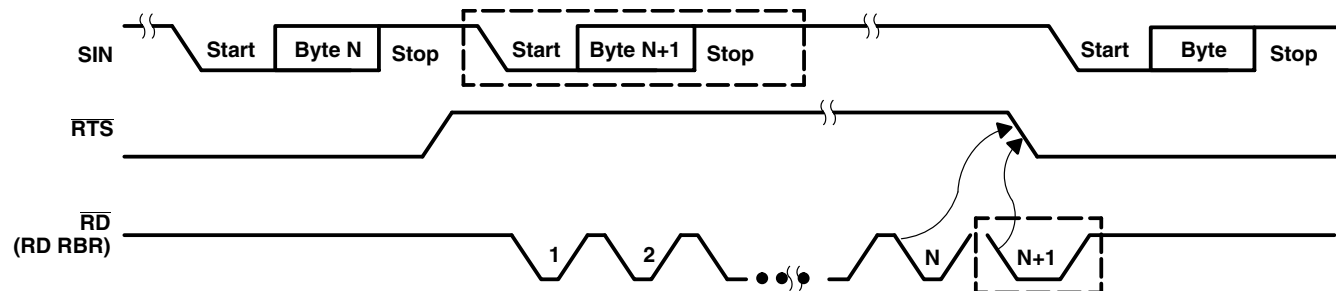 SIN
Start
Byte N
Stop
Start
Byte N+1
Stop
Start
Byte
Stop
RTS
RD
(RD RBR)
1
2
N
N+1